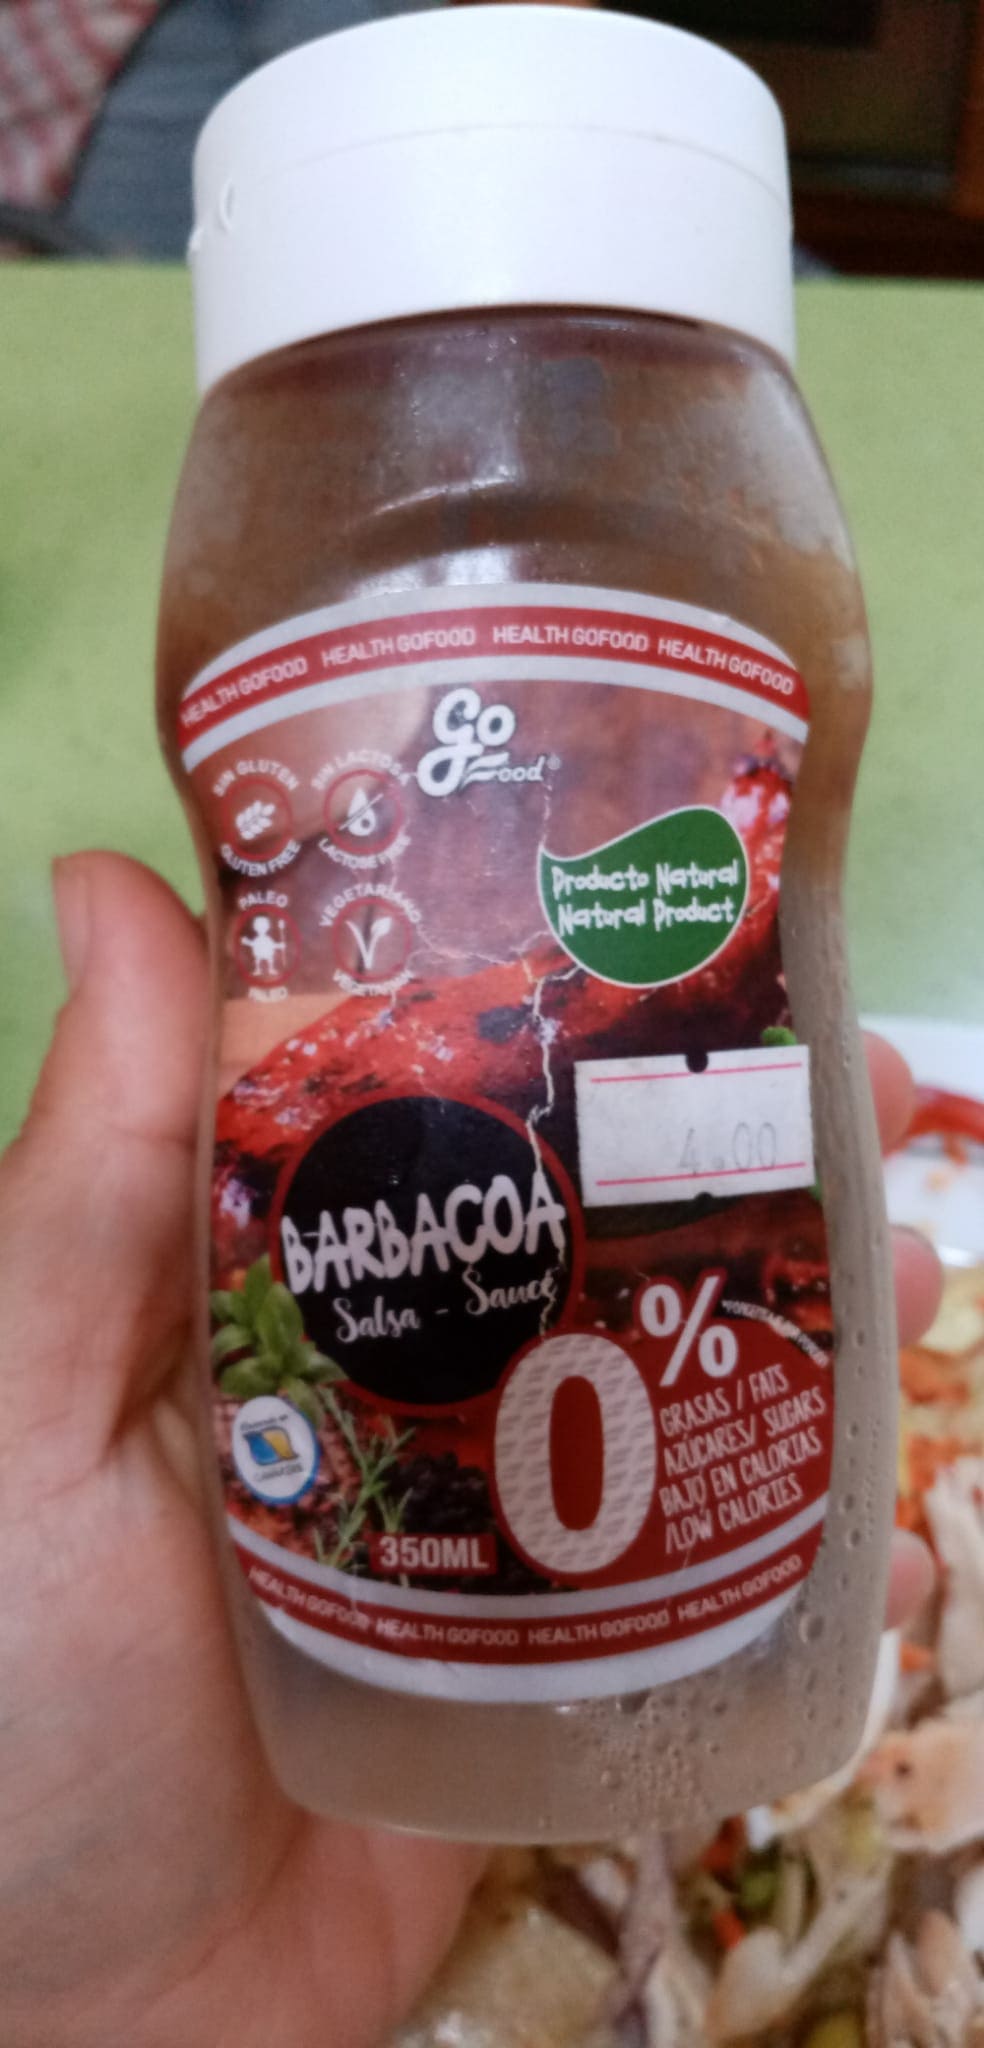 HEALTH GOFOOD HEALTH GOFOOD HEALTH GOFOOD HEALTH GOFOOD
Go
Food®
SIN GLUTEN
GLUTEN FREE
SIN LACTOSA
LACTOSE FREE
PALEO
PALEO
VEGETARIANO
VEGETARIAN
Producto Natural
Natural Product
4.00
BARBACOA
Salsa - Sauce
0%
GRASAS / FATS
AZÚCARES/ SUGARS
BAJO EN CALORIAS
/LOW CALORIES
350ML
HEALTH GOFOOD HEALTH GOFOOD HEALTH GOFOOD HEALTH GOFOOD